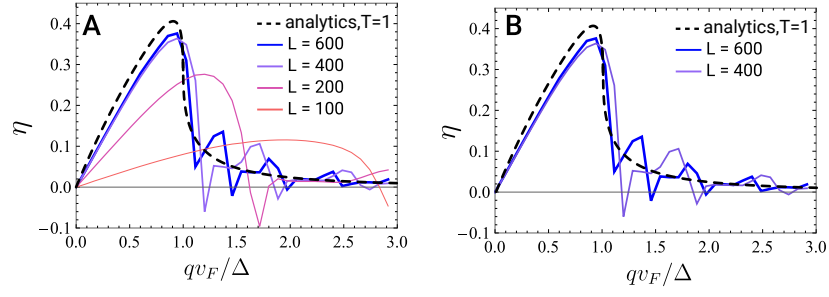 A
analytics,T=1
L = 600
L = 400
L = 200
L = 100
η
0.4
0.3
0.2
0.1
0.0
−0.1
0.0 0.5 1.0 1.5 2.0 2.5 3.0
qv_F/Δ
B
analytics,T=1
L = 600
L = 400
η
0.4
0.3
0.2
0.1
0.0
−0.1
0.0 0.5 1.0 1.5 2.0 2.5 3.0
qv_F/Δ